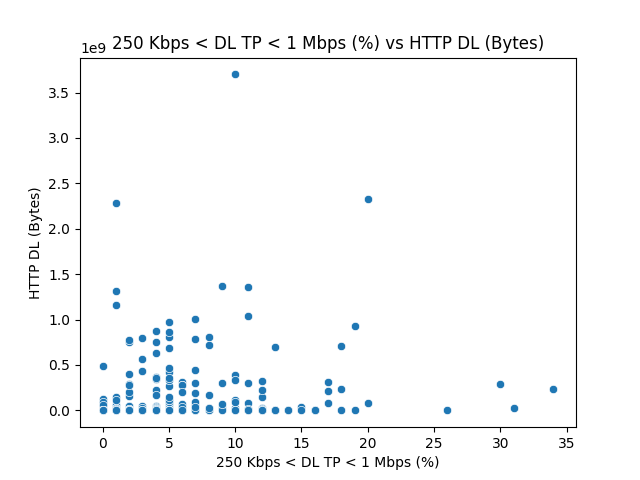 250 Kbps < DL TP < 1 Mbps (%) vs HTTP DL (Bytes)
1e9
3.5
3.0
2.5
2.0
1.5
1.0
0.5
0.0
HTTP DL (Bytes)
0 5 10 15 20 25 30 35
250 Kbps < DL TP < 1 Mbps (%)